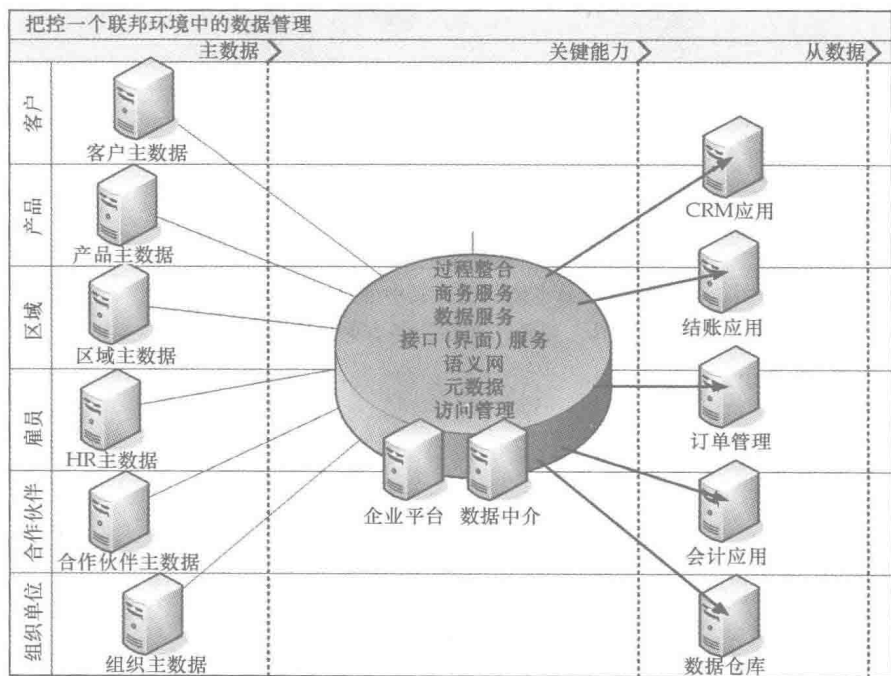 把控一个联邦环境中的数据管理
主数据
关键能力
从数据
客户
客户主数据
产品
产品主数据
区域
区域主数据
雇员
HR主数据
合作伙伴
合作伙伴主数据
组织单位
组织主数据
过程整合
商务服务
数据服务
接口(界面)服务
语义网
元数据
访问管理
企业平台
数据中介
CRM应用
结账应用
订单管理
会计应用
数据仓库